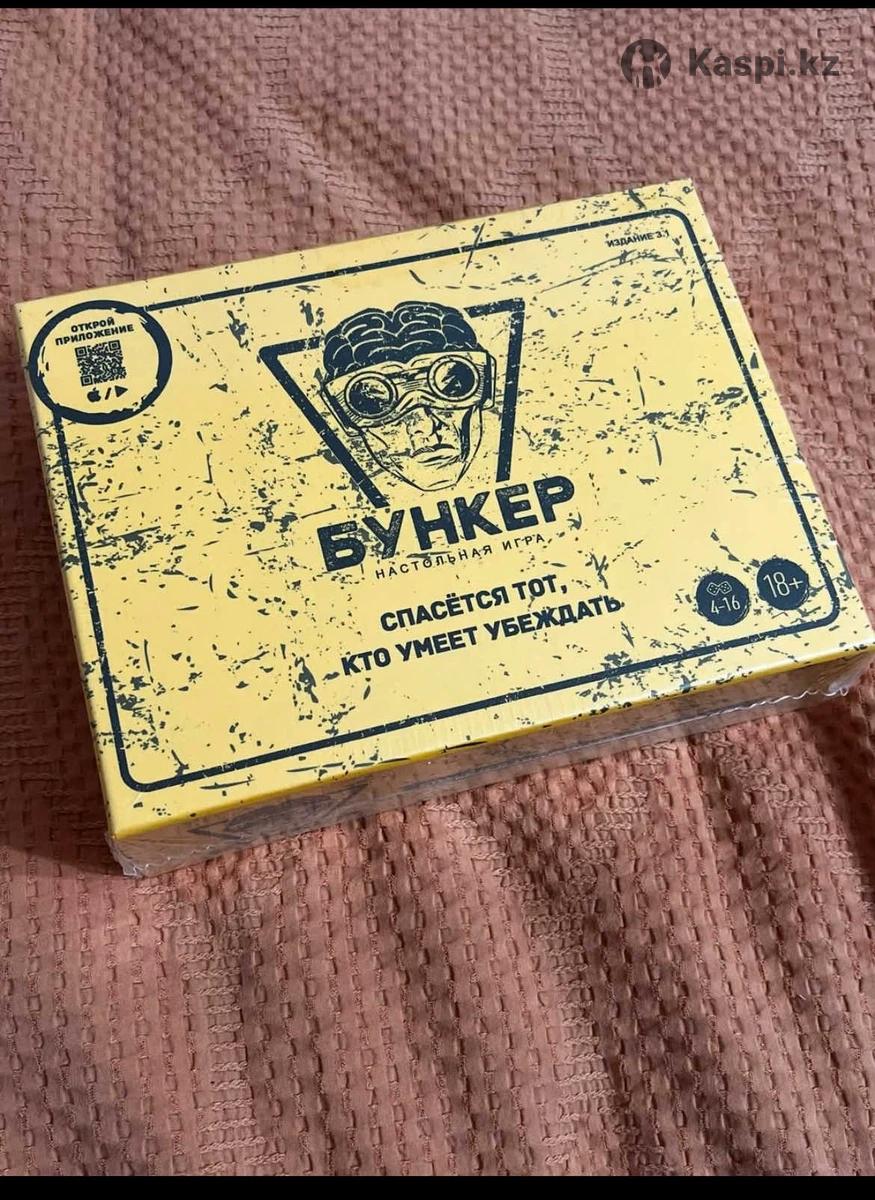 Kaspi.kz
ИЗДАНИЕ 3.1
ОТКРОЙ
ПРИЛОЖЕНИЕ
БУНКЕР
НАСТОЛЬНАЯ ИГРА
СПАСЁТСЯ ТОТ,
КТО УМЕЕТ УБЕЖДАТЬ
4-16
18+